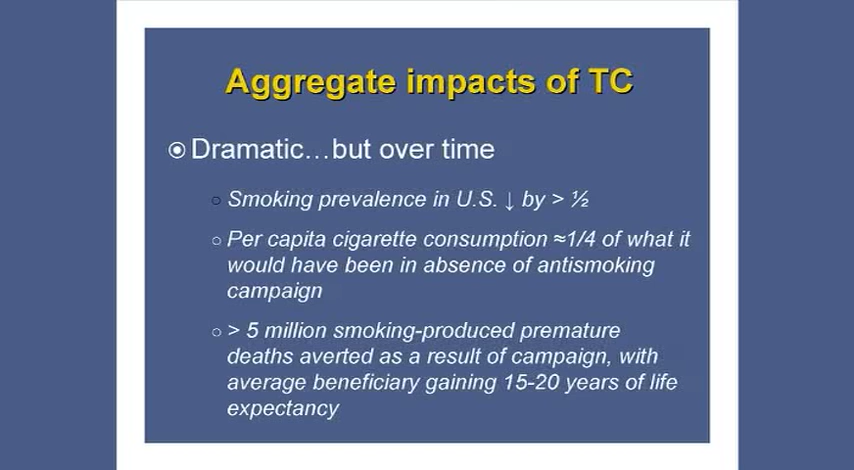 Aggregate impacts of TC
Dramatic...but over time
Smoking prevalence in U.S. ↓ by > ½
Per capita cigarette consumption ≈1/4 of what it
would have been in absence of antismoking
campaign
> 5 million smoking-produced premature
deaths averted as a result of campaign, with
average beneficiary gaining 15-20 years of life
expectancy